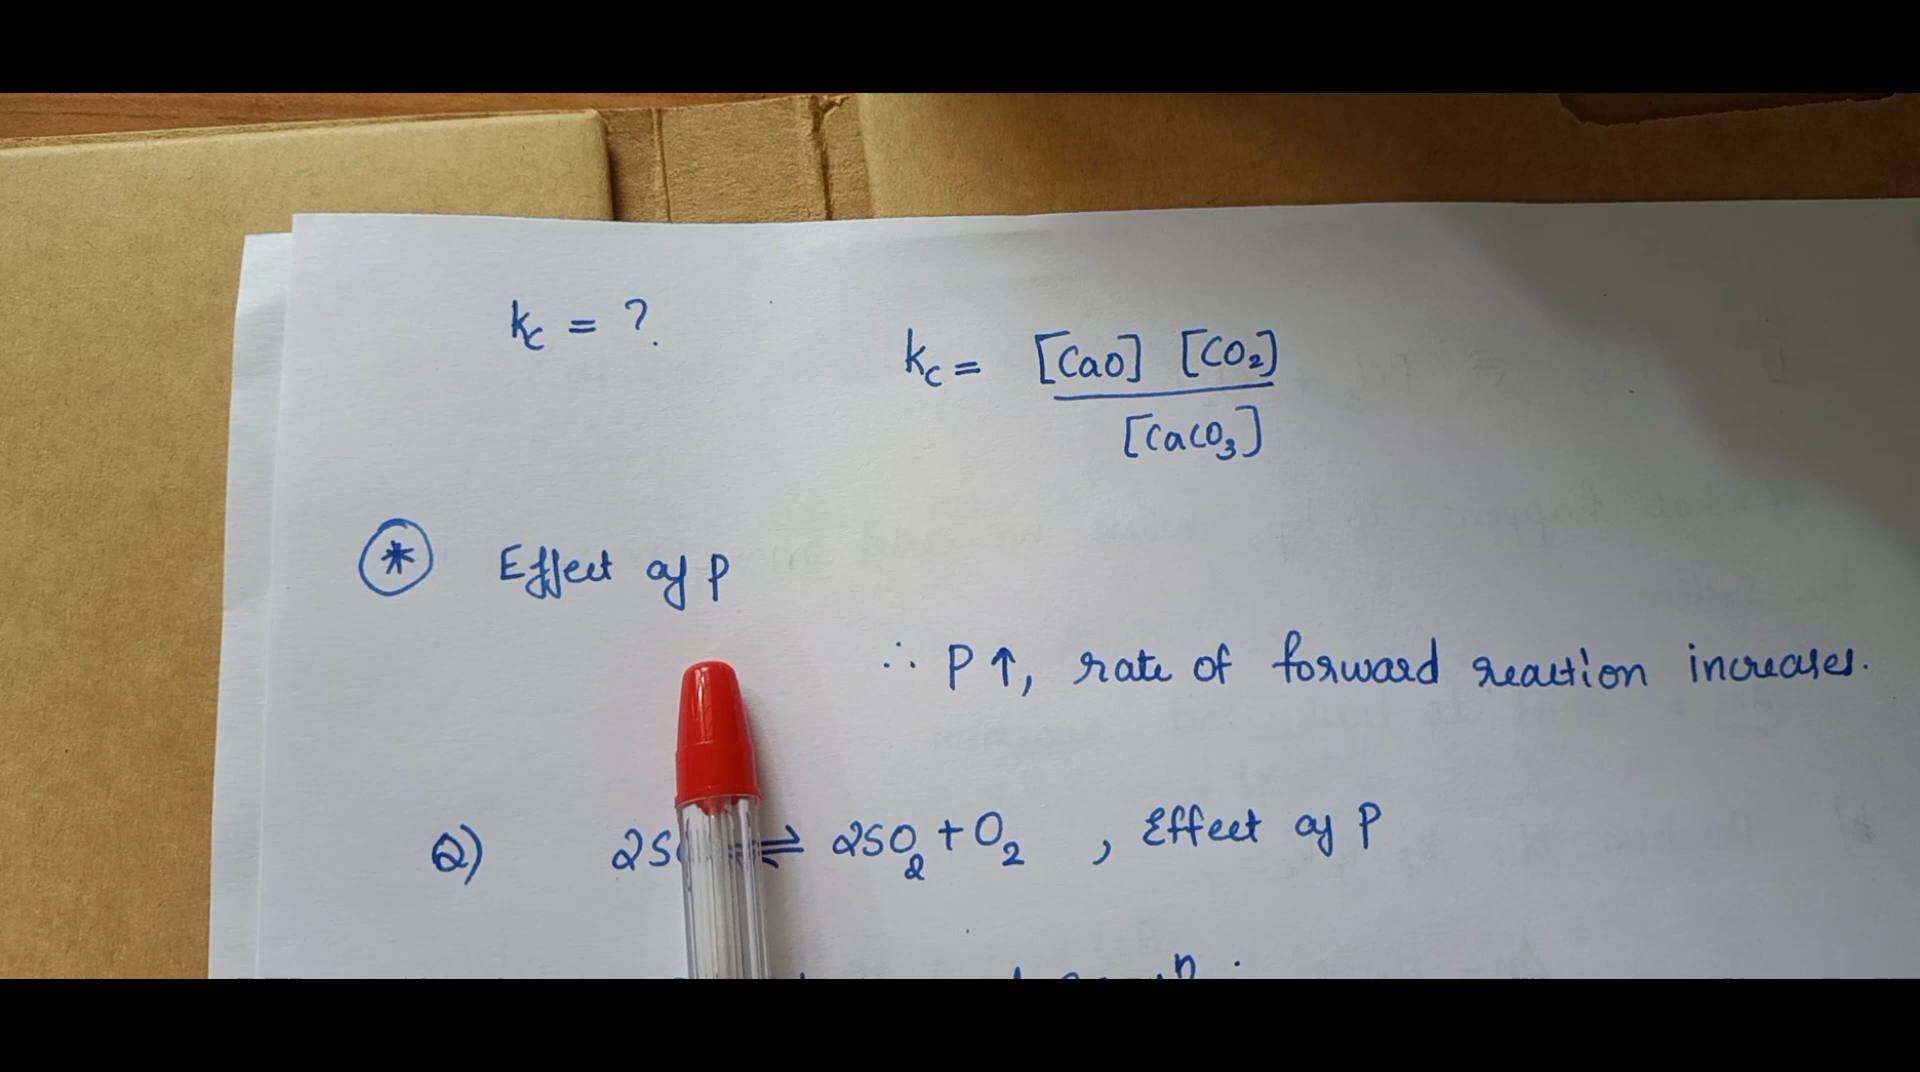 kc = ?
kc = [CaO] [CO2]
[CaCO3]
* Effect of P
∴ P↑, rate of forward reaction increases.
Q) 2S ⇌ 2SO2 + O2 , Effect of P